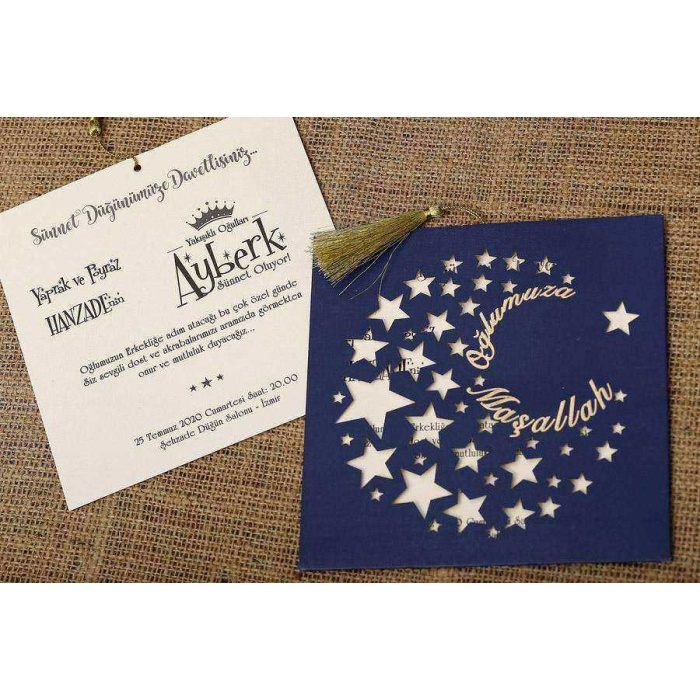 Sünnet Düğünümüze Davetlisiniz...
Yaprak ve Poyraz
HANZADE'nin
Yakışıklı Oğulları
Ayberk
Sünnet Oluyor!
Oğlumuzun Erkekliğe adım atacağı bu çok özel günde
Siz sevgili dost ve akrabalarımızı aramızda görmekten
onur ve mutluluk duyacağız...
25 Temmuz 2020 Cumartesi Saat: 20.00
Şehzade Düğün Salonu - İzmir
Oğlumuza
Maşallah